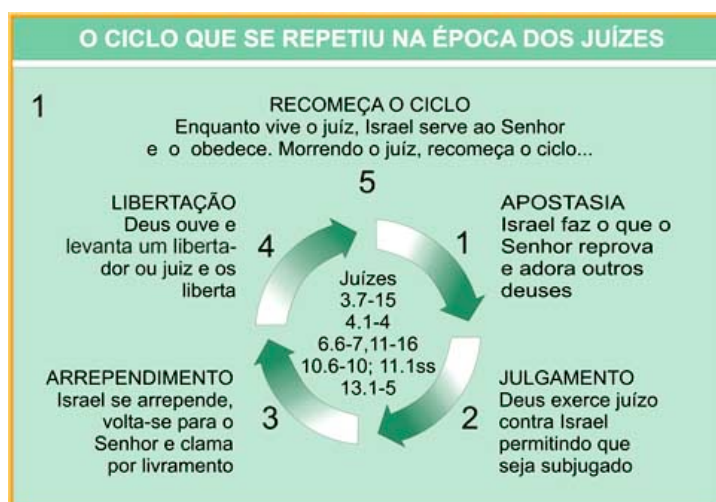 O CICLO QUE SE REPETIU NA ÉPOCA DOS JUÍZES
1
RECOMEÇA O CICLO
Enquanto vive o juíz, Israel serve ao Senhor
e o obedece. Morrendo o juíz, recomeça o ciclo...
5
APOSTASIA
Israel faz o que o
Senhor reprova
e adora outros
deuses
1
JULGAMENTO
Deus exerce juízo
contra Israel
permitindo que
seja subjugado
2
ARREPENDIMENTO
Israel se arrepende,
volta-se para o
Senhor e clama
por livramento
3
LIBERTAÇÃO
Deus ouve e
levanta um liberta-
dor ou juiz e os
liberta
4
Juízes
3.7-15
4.1-4
6.6-7,11-16
10.6-10; 11.1ss
13.1-5